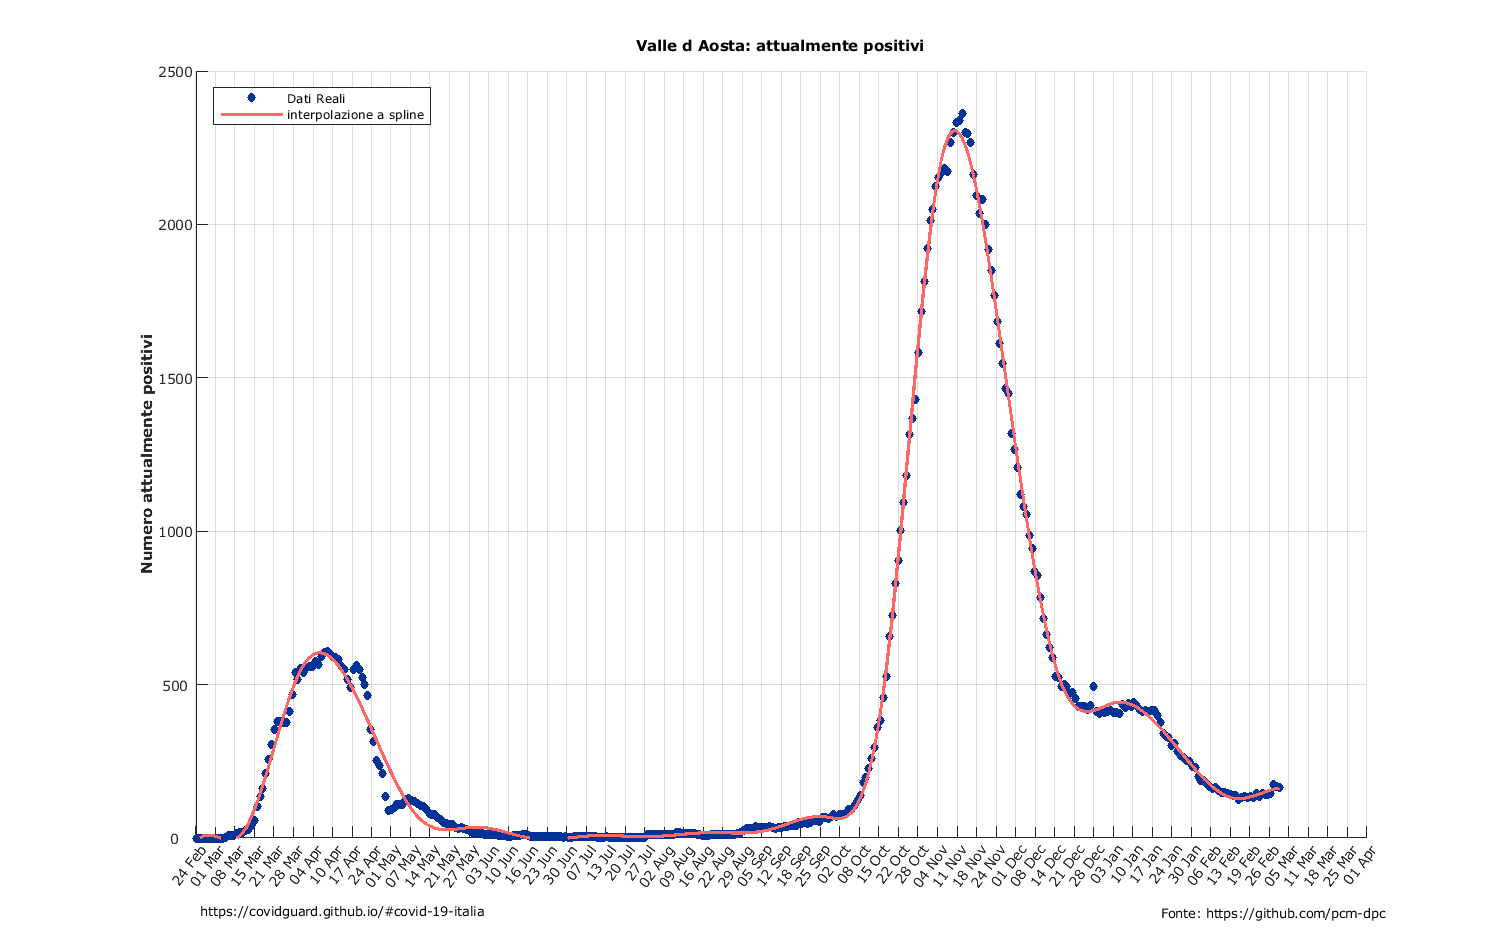 Valle d Aosta: attualmente positivi
Dati Reali
interpolazione a spline
Numero attualmente positivi
2500
2000
1500
1000
500
0
24 Feb
01 Mar
08 Mar
15 Mar
21 Mar
28 Mar
04 Apr
10 Apr
17 Apr
24 Apr
01 May
07 May
14 May
21 May
27 May
03 Jun
10 Jun
16 Jun
23 Jun
30 Jun
07 Jul
13 Jul
20 Jul
27 Jul
02 Aug
09 Aug
16 Aug
22 Aug
29 Aug
05 Sep
12 Sep
18 Sep
25 Sep
02 Oct
08 Oct
15 Oct
22 Oct
28 Oct
04 Nov
11 Nov
18 Nov
24 Nov
01 Dec
08 Dec
14 Dec
21 Dec
28 Dec
03 Jan
10 Jan
17 Jan
24 Jan
30 Jan
06 Feb
13 Feb
19 Feb
26 Feb
05 Mar
11 Mar
18 Mar
25 Mar
01 Apr
https://covidguard.github.io/#covid-19-italia
Fonte: https://github.com/pcm-dpc